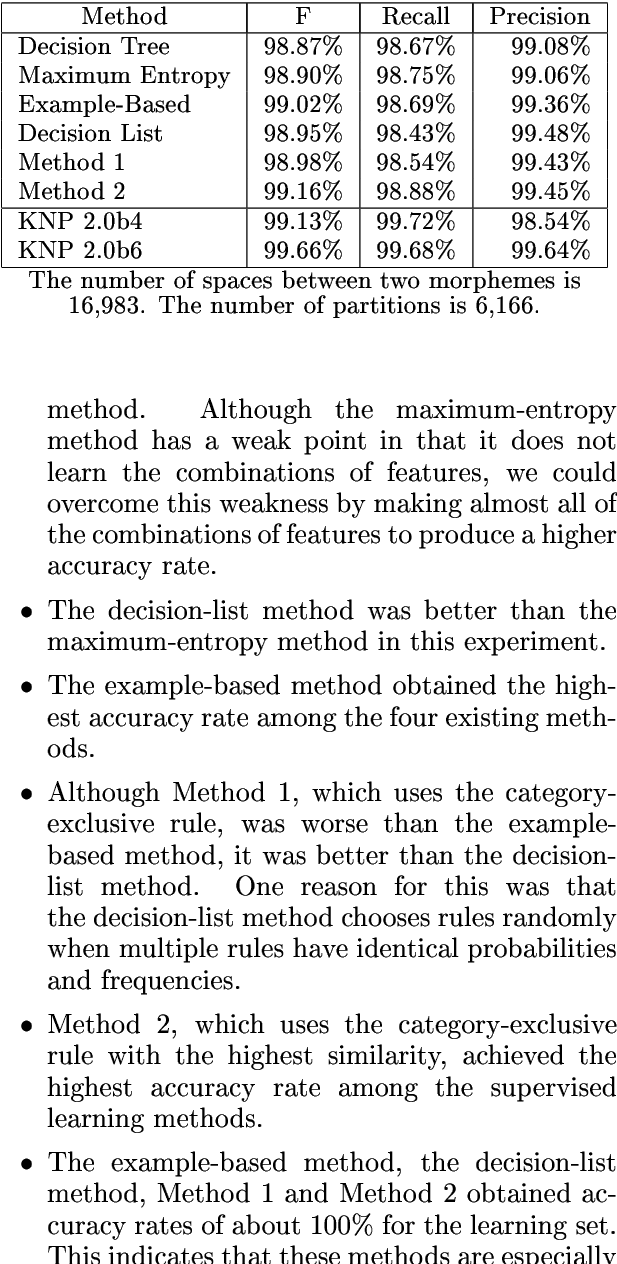 Method F Recall Precision
Decision Tree 98.87% 98.67% 99.08%
Maximum Entropy 98.90% 98.75% 99.06%
Example-Based 99.02% 98.69% 99.36%
Decision List 98.95% 98.43% 99.48%
Method 1 98.98% 98.54% 99.43%
Method 2 99.16% 98.88% 99.45%
KNP 2.0b4 99.13% 99.72% 98.54%
KNP 2.0b6 99.66% 99.68% 99.64%
The number of spaces between two morphemes is
16,983. The number of partitions is 6,166.
method. Although the maximum-entropy
method has a weak point in that it does not
learn the combinations of features, we could
overcome this weakness by making almost all of
the combinations of features to produce a higher
accuracy rate.
• The decision-list method was better than the
maximum-entropy method in this experiment.
• The example-based method obtained the high-
est accuracy rate among the four existing meth-
ods.
• Although Method 1, which uses the category-
exclusive rule, was worse than the example-
based method, it was better than the decision-
list method. One reason for this was that
the decision-list method chooses rules randomly
when multiple rules have identical probabilities
and frequencies.
• Method 2, which uses the category-exclusive
rule with the highest similarity, achieved the
highest accuracy rate among the supervised
learning methods.
• The example-based method, the decision-list
method, Method 1 and Method 2 obtained ac-
curacy rates of about 100% for the learning set.
This indicates that these methods are especially